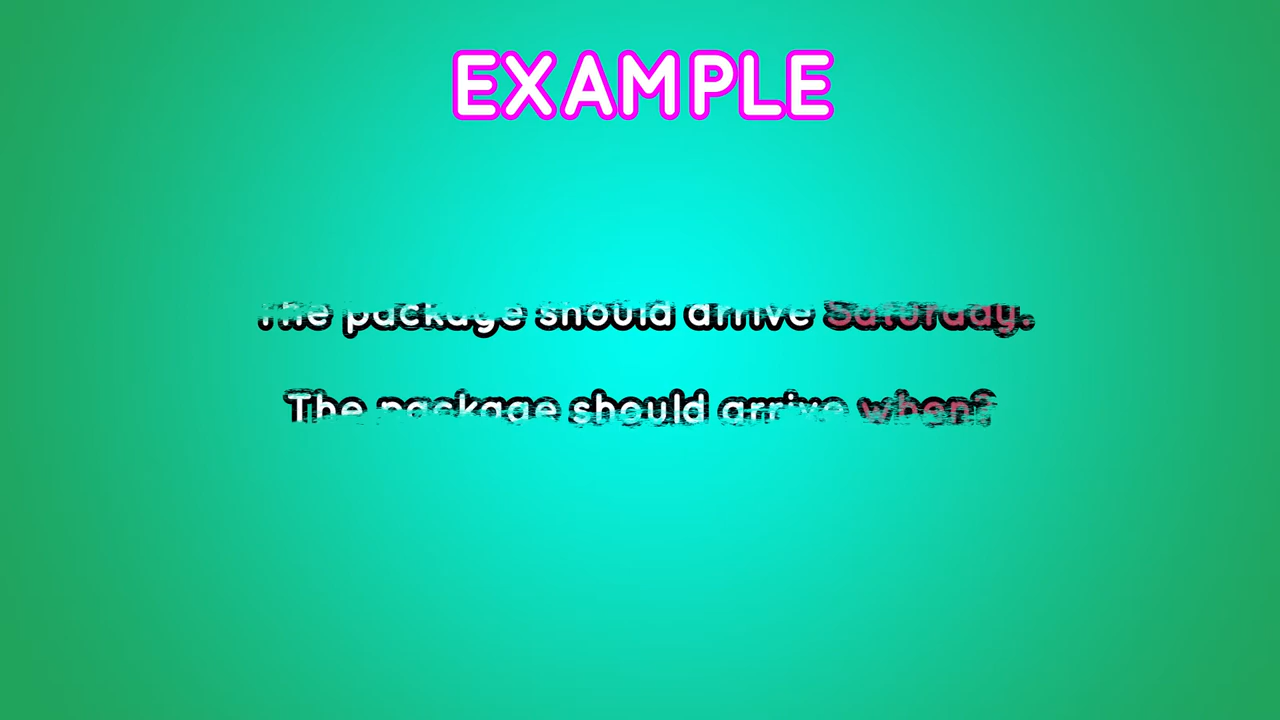 EXAMPLE
The package should arrive Saturday.
The package should arrive when?